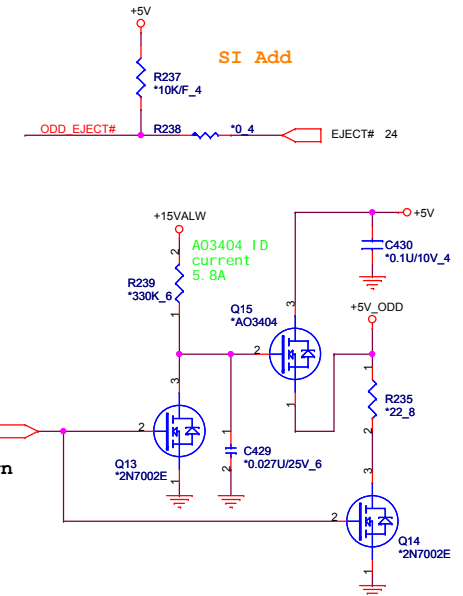 +5V
SI Add
R237
*10K/F_4
ODD_EJECT#
R238
*0_4
EJECT# 24
+15VALW
+5V
AO3404 ID
current
5.8A
C430
*0.1U/10V_4
2
R239
*330K_6
1
Q15
*AO3404
3
2
1
+5V_ODD
1
R235
*22_8
2
3
2
1
Q13
*2N7002E
1
C429
*0.027U/25V_6
2
n
3
2
1
Q14
*2N7002E